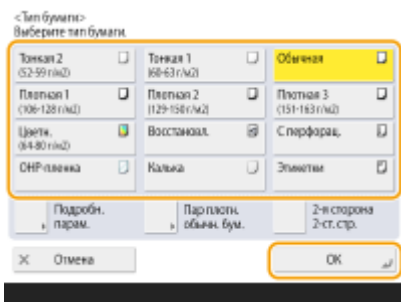 <Тип бумаги>
Выберите тип бумаги.
Тонкая 2
(52-59 г/м2)
Тонкая 1
(60-63 г/м2)
Обычная
Плотная 1
(106-128 г/м2)
Плотная 2
(129-150 г/м2)
Плотная 3
(151-163 г/м2)
Цветн.
(64-80 г/м2)
Восстановл.
С перфорац.
OHP-пленка
Калька
Этикетки
Подробн.
парам.
Пар плотн.
обычн. бум.
2-я сторона
2-ст. стр.
Отмена
OK